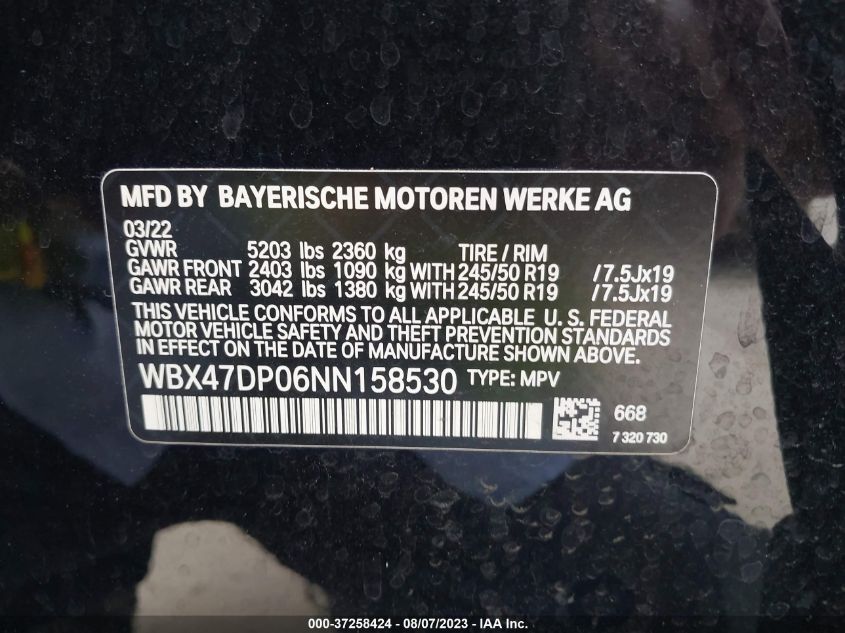 MFD BY BAYERISCHE MOTOREN WERKE AG
03/22
GVWR 5203 lbs 2360 kg TIRE / RIM
GAWR FRONT 2403 lbs 1090 kg WITH 245/50 R19 /7.5Jx19
GAWR REAR 3042 lbs 1380 kg WITH 245/50 R19 /7.5Jx19
THIS VEHICLE CONFORMS TO ALL APPLICABLE U. S. FEDERAL
MOTOR VEHICLE SAFETY AND THEFT PREVENTION STANDARDS
IN EFFECT ON THE DATE OF MANUFACTURE SHOWN ABOVE.
WBX47DP06NN158530 TYPE: MPV
668
7 320 730
000-37258424 - 08/07/2023 - IAA Inc.